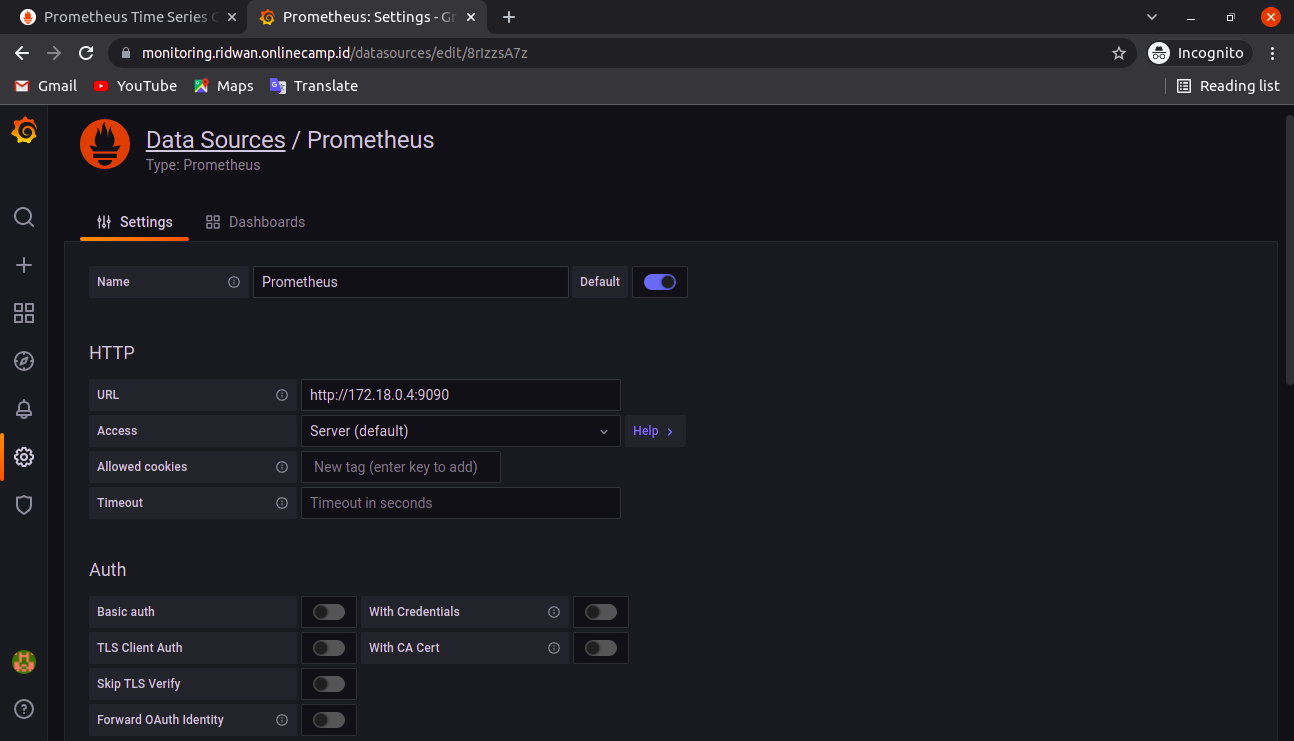 Prometheus Time Series C
Prometheus: Settings - Gr
monitoring.ridwan.onlinecamp.id/datasources/edit/8rIzzsA7z
Incognito
Gmail YouTube Maps Translate Reading list
Data Sources / Prometheus
Type: Prometheus
Settings Dashboards
Name Prometheus Default
HTTP
URL http://172.18.0.4:9090
Access Server (default) Help >
Allowed cookies New tag (enter key to add)
Timeout Timeout in seconds
Auth
Basic auth With Credentials
TLS Client Auth With CA Cert
Skip TLS Verify
Forward OAuth Identity